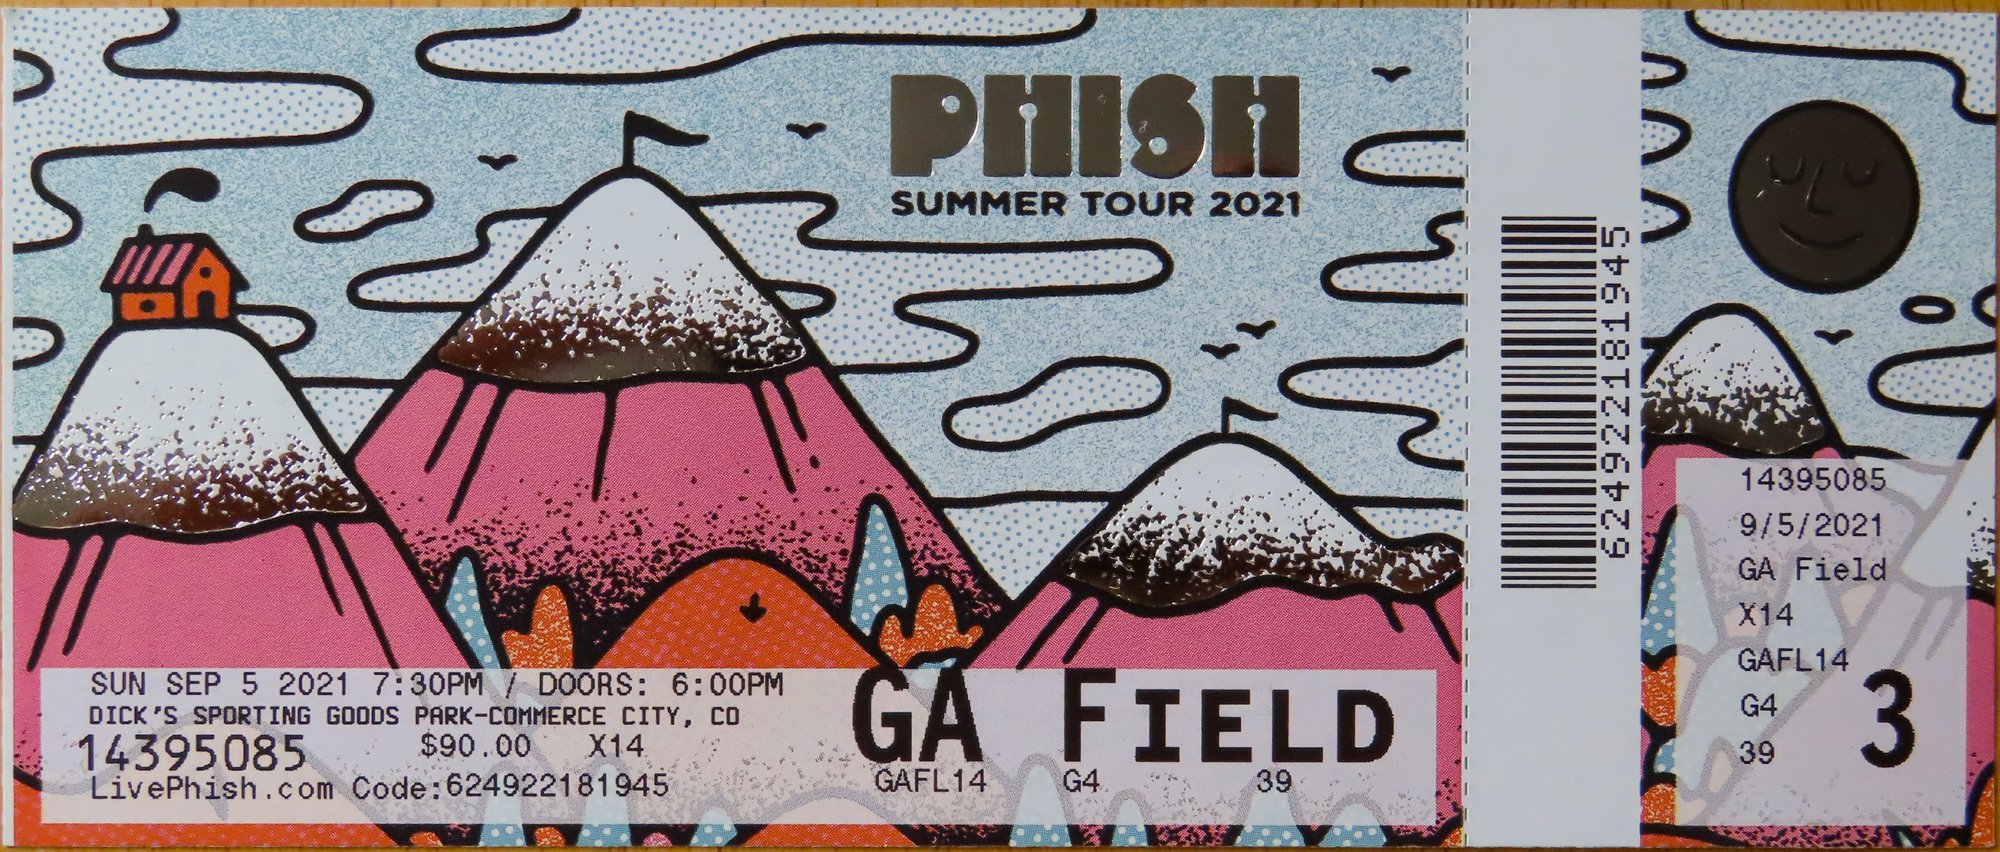 PHISH
SUMMER TOUR 2021
SUN SEP 5 2021 7:30PM / DOORS: 6:00PM
DICK'S SPORTING GOODS PARK-COMMERCE CITY, CO
14395085 $90.00 X14
LivePhish.com Code:624922181945
GA FIELD
GAFL14 G4 39
624922181945
14395085
9/5/2021
GA Field
X14
GAFL14
G4
39
3